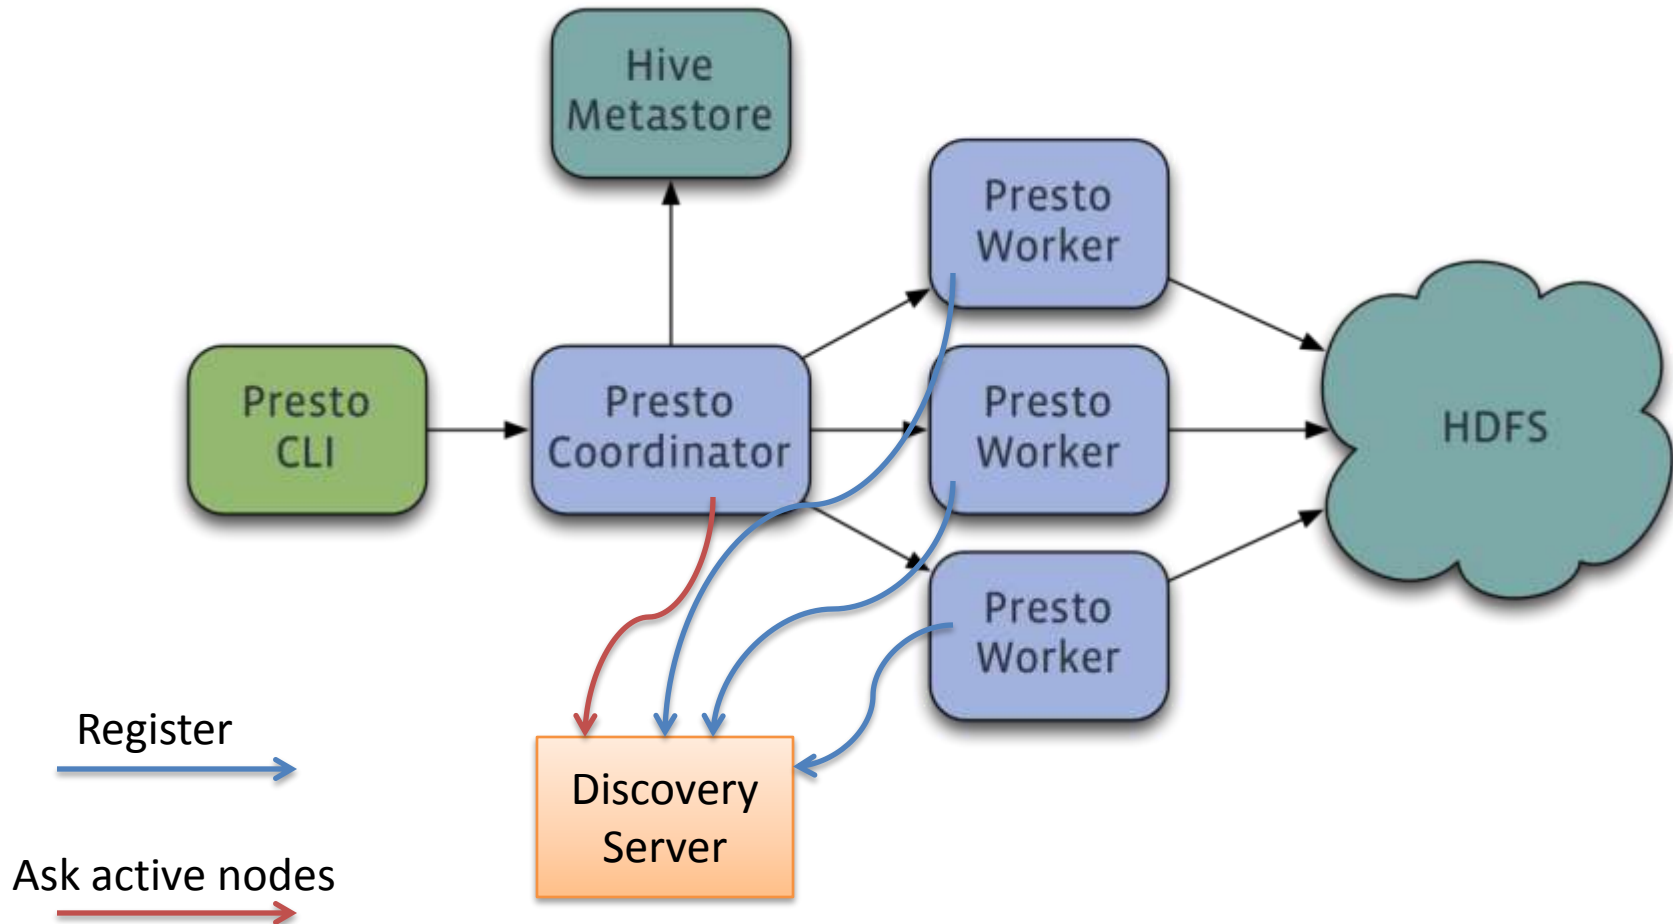 Hive
Metastore
Presto
Worker
Presto
CLI
Presto
Coordinator
Presto
Worker
HDFS
Presto
Worker
Register
Discovery
Server
Ask active nodes